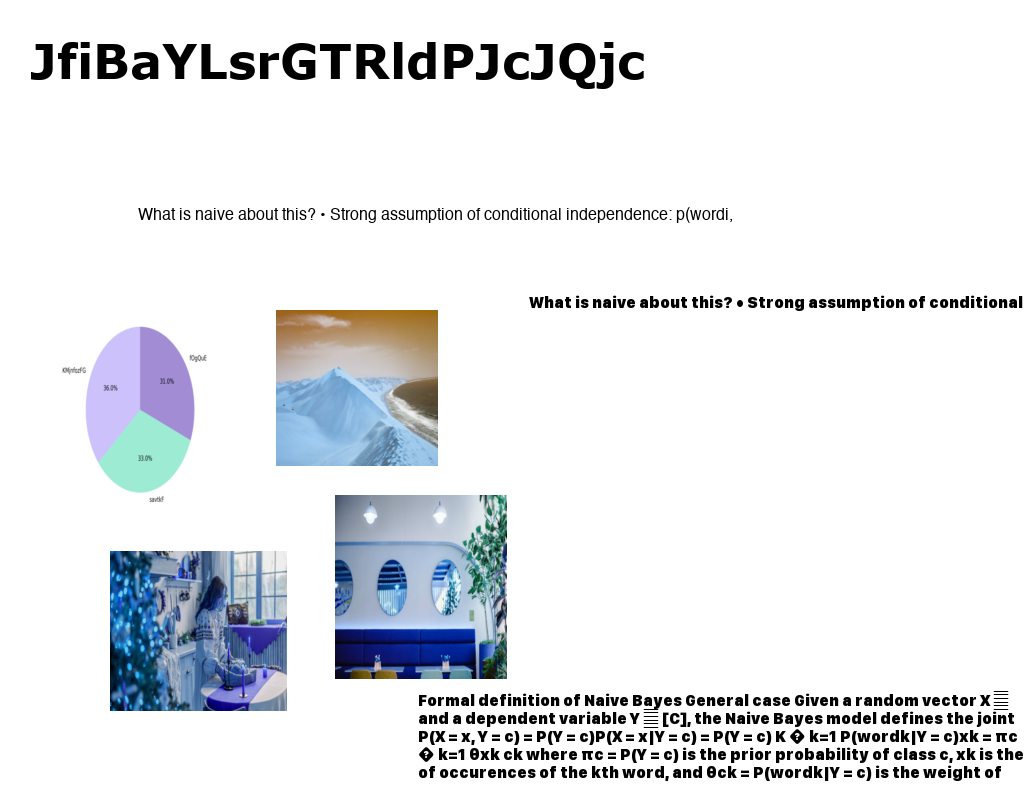 JfiBaYLsrGTRldPJcJQjc
What is naive about this? • Strong assumption of conditional independence: p(wordi,
What is naive about this? • Strong assumption of conditional
fOgQuE
KMjnfozFG
31.0%
36.0%
33.0%
savtkf
Formal definition of Naive Bayes General case Given a random vector X
and a dependent variable Y [C], the Naive Bayes model defines the joint
P(X = x, Y = c) = P(Y = c)P(X = x|Y = c) = P(Y = c) K � k=1 P(wordk|Y = c)xk = πc
� k=1 θxk ck where πc = P(Y = c) is the prior probability of class c, xk is the
of occurences of the kth word, and θck = P(wordk|Y = c) is the weight of